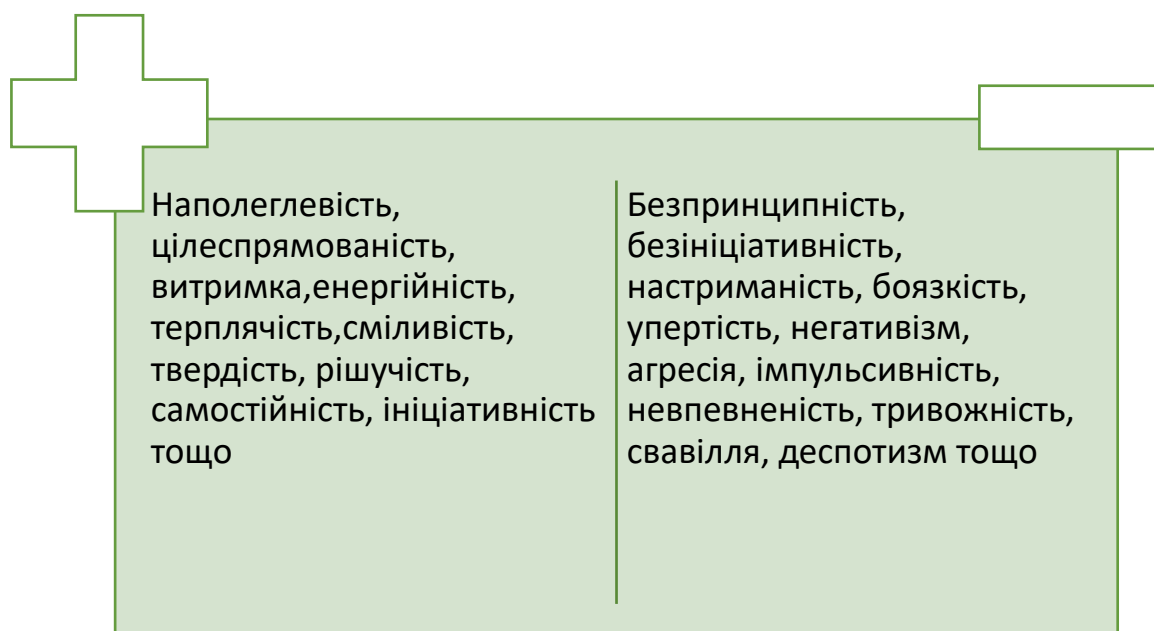 Наполеглевість,
цілеспрямованість,
витримка,енергійність,
терплячість,сміливість,
твердість, рішучість,
самостійність, ініціативність
тощо
Безпринципність,
безініціативність,
настриманість, боязкість,
упертість, негативізм,
агресія, імпульсивність,
невпевненість, тривожність,
свавілля, деспотизм тощо